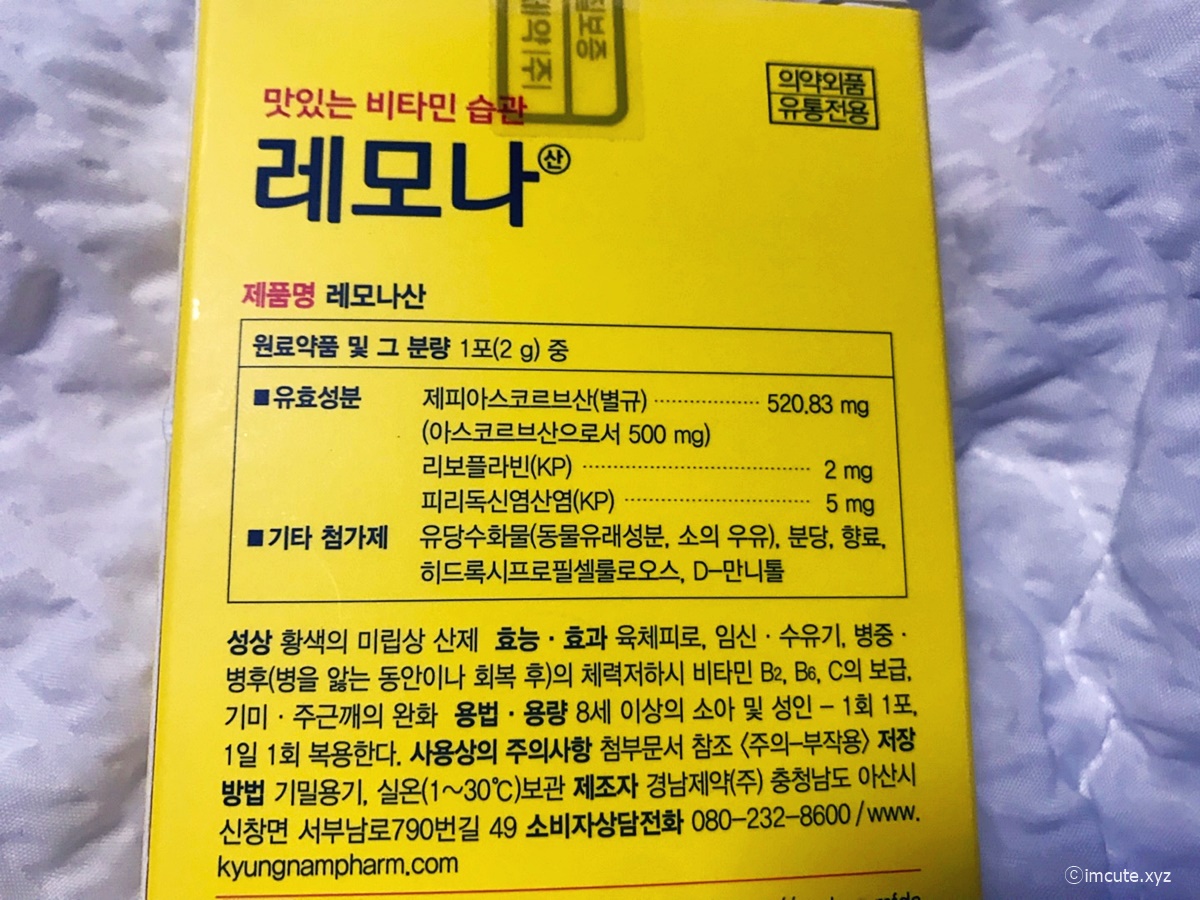 질보증
제약(주)
의약외품
유통전용
맛있는 비타민 습관
레모나산
제품명 레모나산
원료약품 및 그 분량 1포(2 g) 중
■유효성분 제피아스코르브산(별규) 520.83 mg
(아스코르브산으로서 500 mg)
리보플라빈(KP) 2 mg
피리독신염산염(KP) 5 mg
■기타 첨가제 유당수화물(동물유래성분, 소의 우유), 분당, 향료,
히드록시프로필셀룰로오스, D-만니톨
성상 황색의 미립상 산제 효능·효과 육체피로, 임신·수유기, 병중·
병후(병을 앓는 동안이나 회복 후)의 체력저하시 비타민 B2, B6, C의 보급,
기미·주근깨의 완화 용법·용량 8세 이상의 소아 및 성인 - 1회 1포,
1일 1회 복용한다. 사용상의 주의사항 첨부문서 참조 〈주의-부작용〉 저장
방법 기밀용기, 실온(1~30℃)보관 제조자 경남제약(주) 충청남도 아산시
신창면 서부남로790번길 49 소비자상담전화 080-232-8600 / www.
kyungnampharm.com
ⓒimcute.xyz